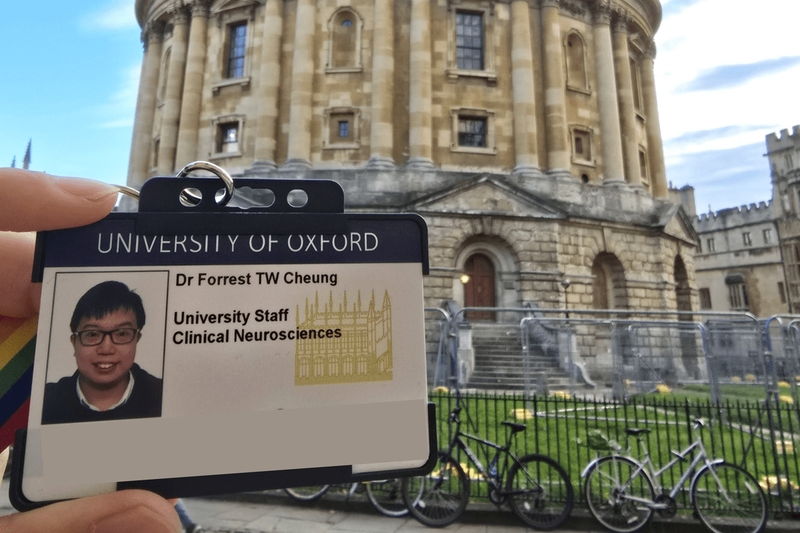 UNIVERSITY OF OXFORD
Dr Forrest TW Cheung
University Staff
Clinical Neurosciences